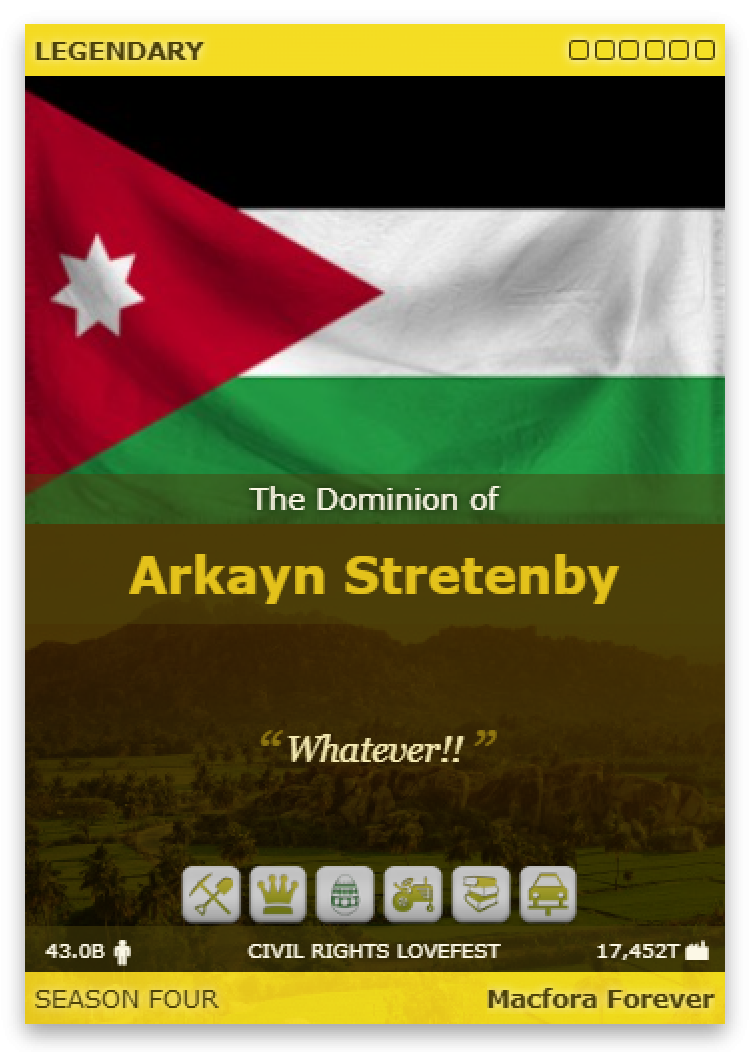 LEGENDARY
The Dominion of
Arkayn Stretenby
“Whatever!!”
43.0B CIVIL RIGHTS LOVEFEST 17,452T
SEASON FOUR Macfora Forever